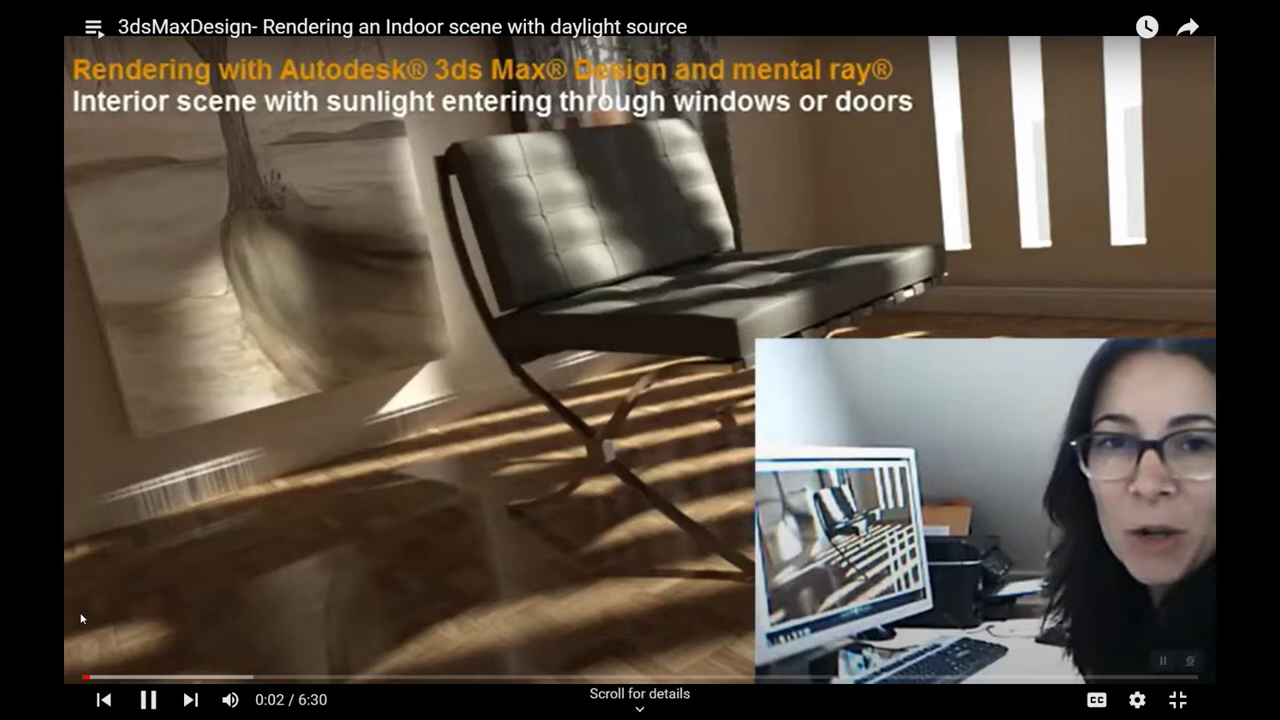 3dsMaxDesign- Rendering an Indoor scene with daylight source
Rendering with Autodesk® 3ds Max® Design and mental ray®
Interior scene with sunlight entering through windows or doors
0:02 / 6:30
Scroll for details
CC